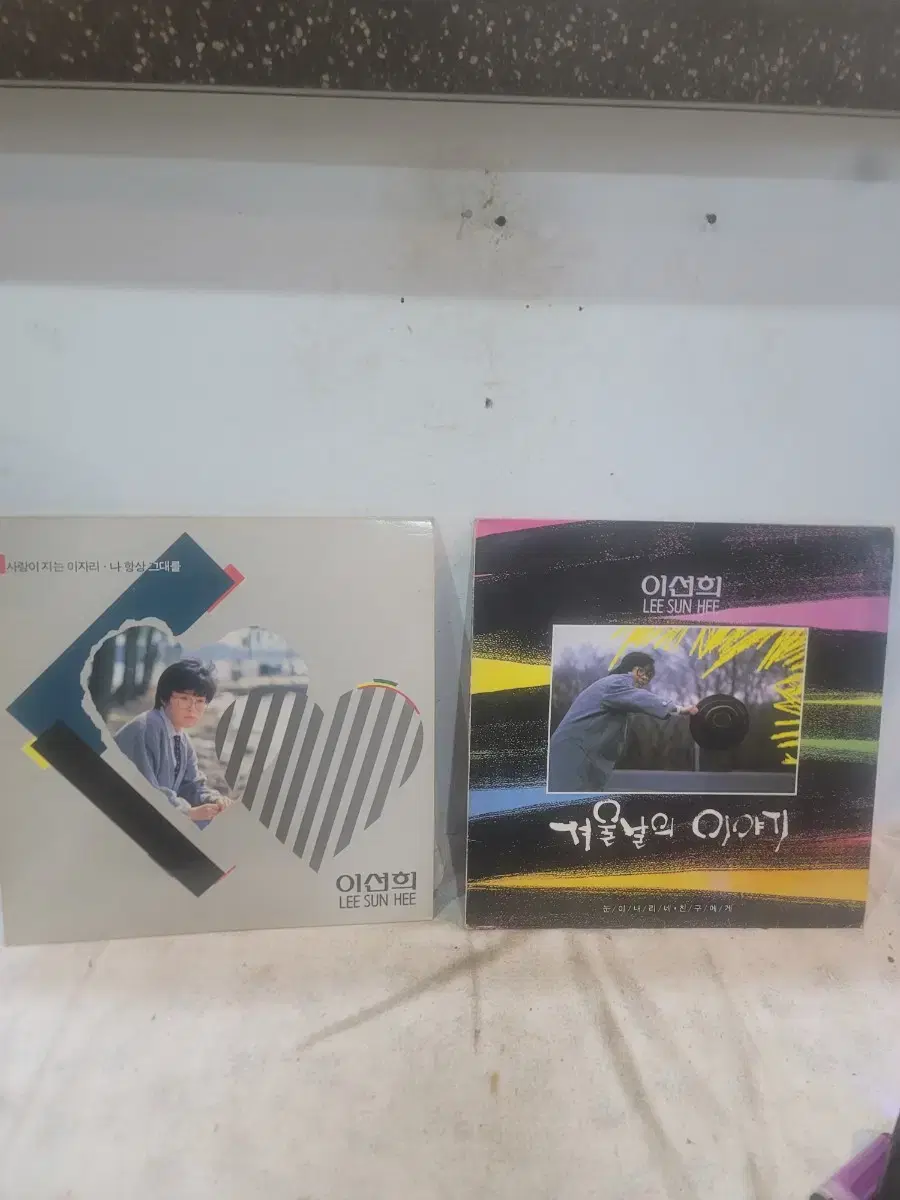 사랑이 지는 이자리 · 나 항상 그대를
이선희
LEE SUN HEE
이선희
LEE SUN HEE
겨울날의 이야기
눈/이/내/리/네•친/구/에/게